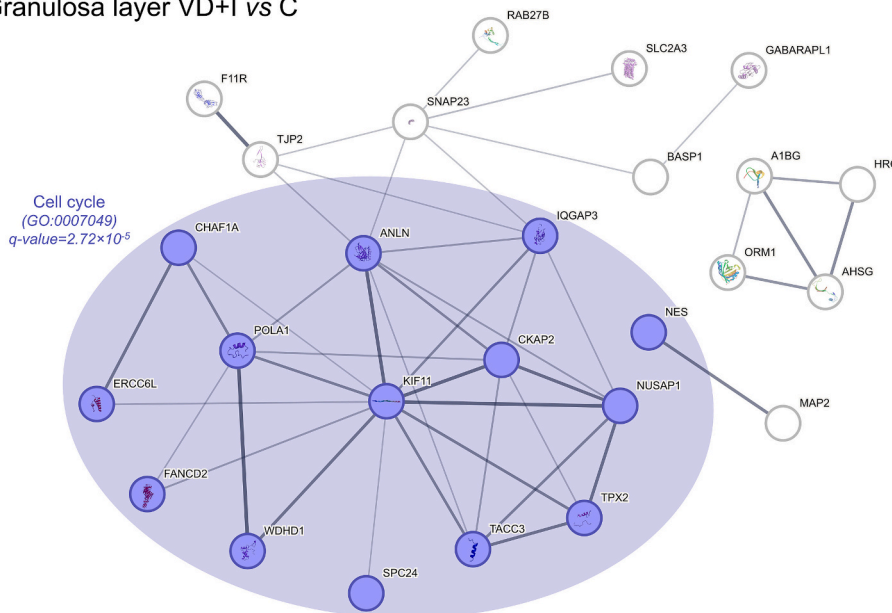 Granulosa layer VD+I vs C
RAB27B
SLC2A3
GABARAPL1
F11R
SNAP23
TJP2
BASP1
A1BG
HRG
Cell cycle
(GO:0007049)
q-value=2.72×10-5
CHAF1A
ANLN
IQGAP3
ORM1
AHSG
NES
POLA1
CKAP2
KIF11
ERCC6L
NUSAP1
MAP2
FANCD2
TPX2
WDHD1
TACC3
SPC24